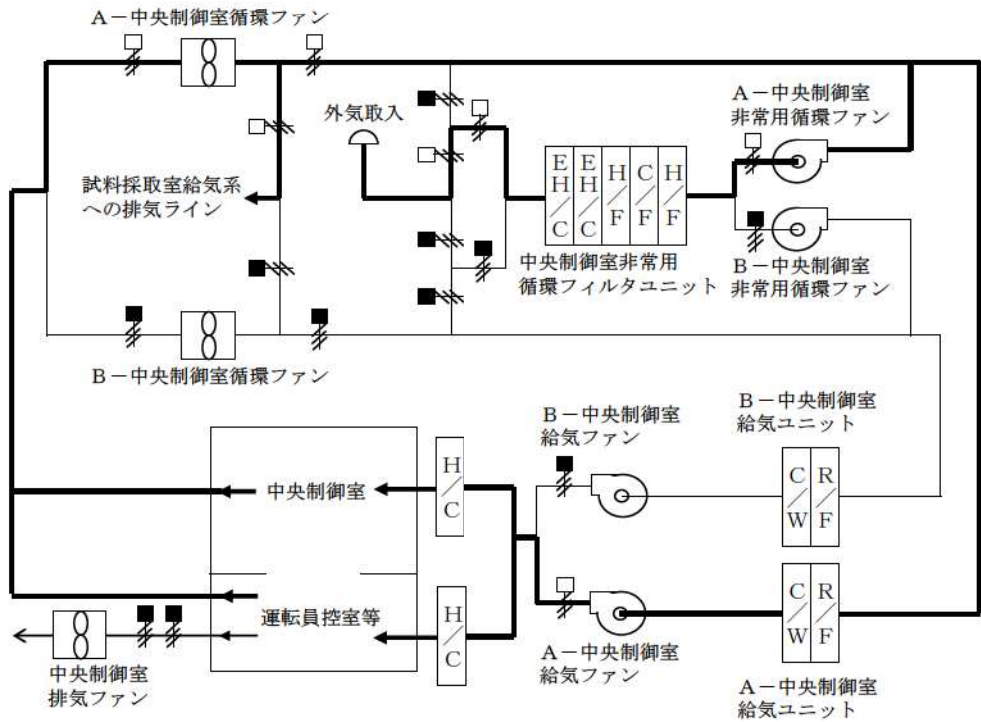 A－中央制御室循環ファン
外気取入
A－中央制御室
非常用循環ファン
試料採取室給気系
への排気ライン
EH/C
EH/C
H/F
C/F
H/F
中央制御室非常用
循環フィルタユニット
B－中央制御室
非常用循環ファン
B－中央制御室循環ファン
B－中央制御室
給気ファン
B－中央制御室
給気ユニット
中央制御室
H/C
C/W
R/F
運転員控室等
H/C
C/W
R/F
中央制御室
排気ファン
A－中央制御室
給気ファン
A－中央制御室
給気ユニット